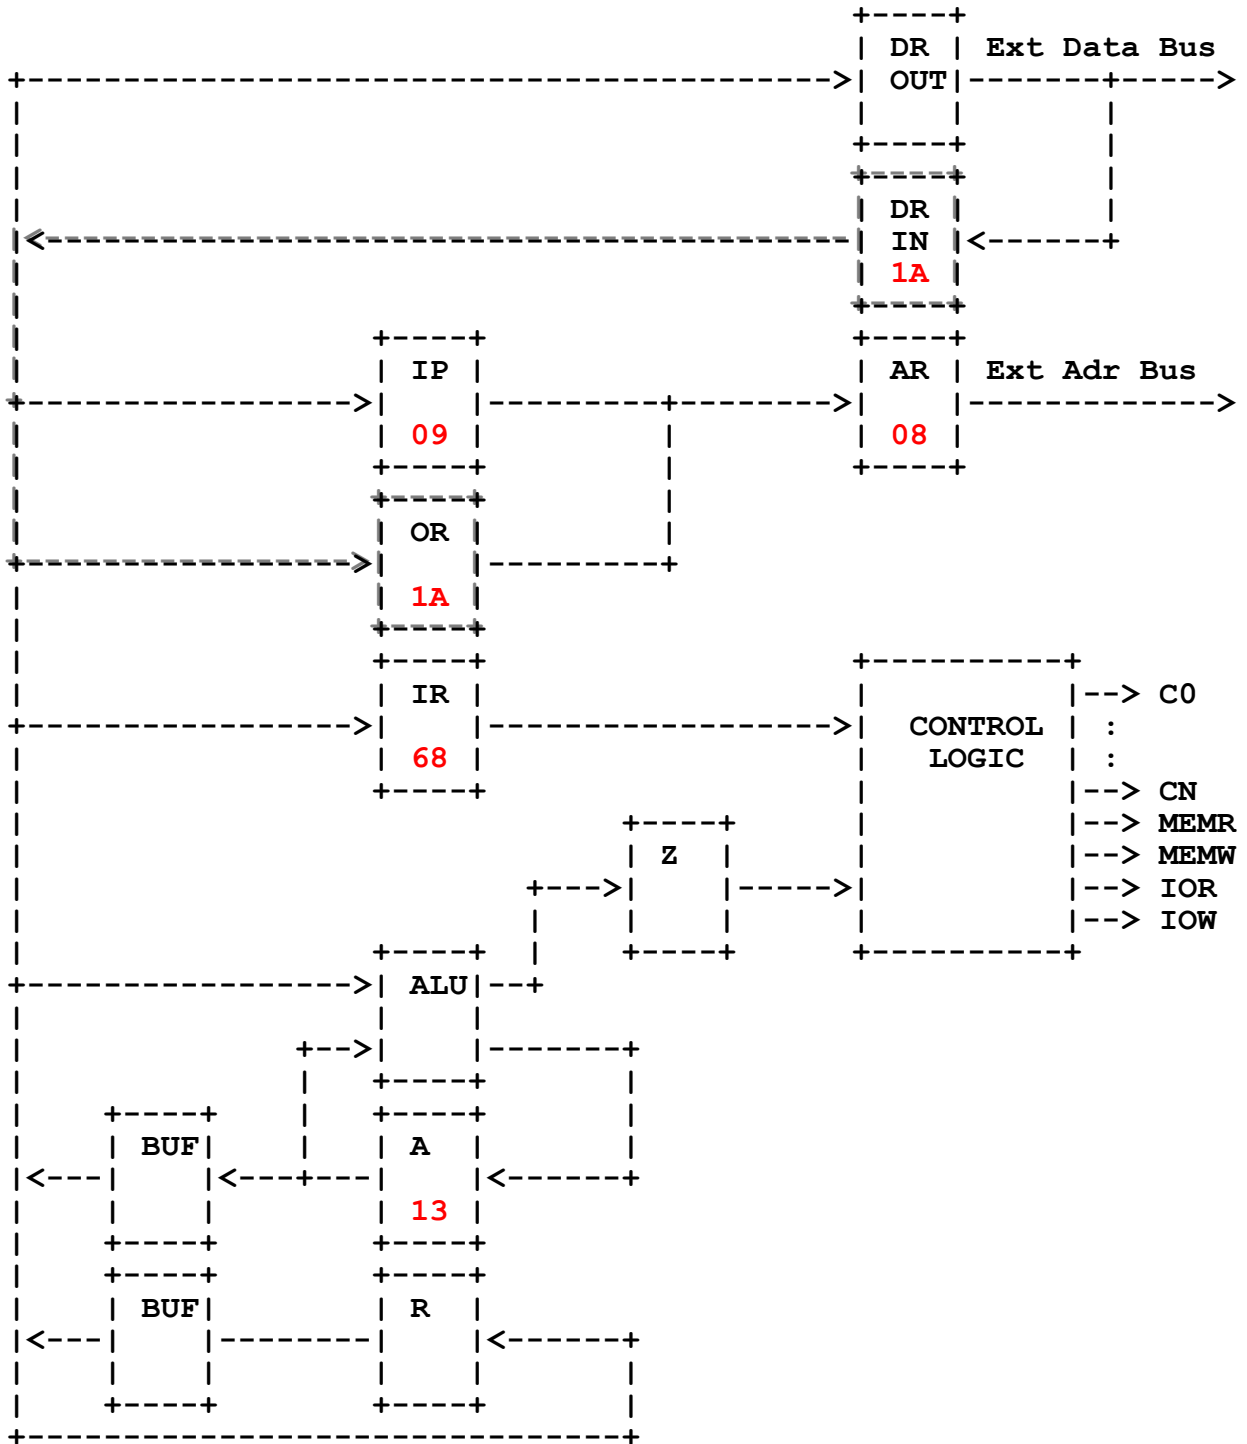 DR Ext Data Bus
OUT
DR
IN
1A
IP AR Ext Adr Bus
09 08
OR
1A
IR C0
CONTROL :
68 LOGIC :
CN
MEMR
Z MEMW
IOR
IOW
ALU
BUF A
13
BUF R